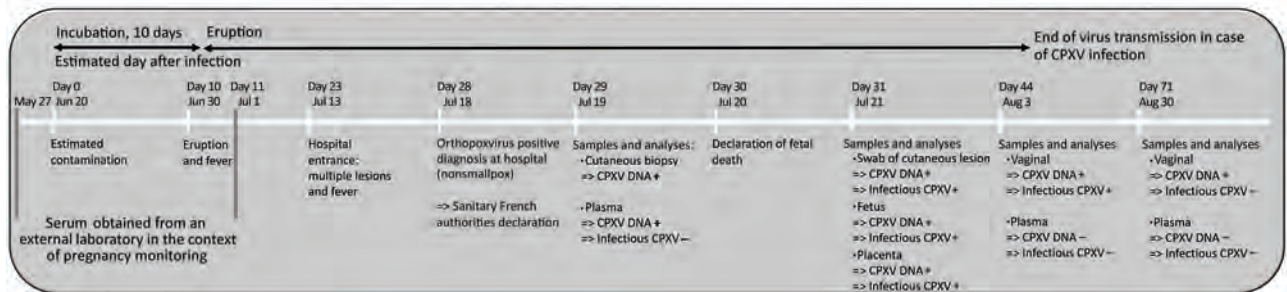 Incubation, 10 days
Eruption
End of virus transmission in case
of CPXV infection
Estimated day after infection
May 27
Day 0
Jun 20
Day 10
Jun 30
Day 11
Jul 1
Day 23
Jul 13
Day 28
Jul 18
Day 29
Jul 19
Day 30
Jul 20
Day 31
Jul 21
Day 44
Aug 3
Day 71
Aug 30
Estimated
contamination
Eruption
and fever
Serum obtained from an
external laboratory in the context
of pregnancy monitoring
Hospital
entrance:
multiple lesions
and fever
Orthopoxvirus positive
diagnosis at hospital
(nonsmallpox)
=> Sanitary French
authorities declaration
Samples and analyses:
•Cutaneous biopsy
=> CPXV DNA +
•Plasma
=> CPXV DNA +
=> Infectious CPXV –
Declaration of fetal
death
Samples and analyses
•Swab of cutaneous lesion
=> CPXV DNA +
=> Infectious CPXV+
•Fetus
=> CPXV DNA +
=> Infectious CPXV+
•Placenta
=> CPXV DNA +
=> Infectious CPXV +
Samples and analyses
•Vaginal
=> CPXV DNA +
=> Infectious CPXV+
•Plasma
=> CPXV DNA –
=> Infectious CPXV–
Samples and analyses
•Vaginal
=> CPXV DNA +
=> Infectious CPXV –
•Plasma
=> CPXV DNA –
=> Infectious CPXV–